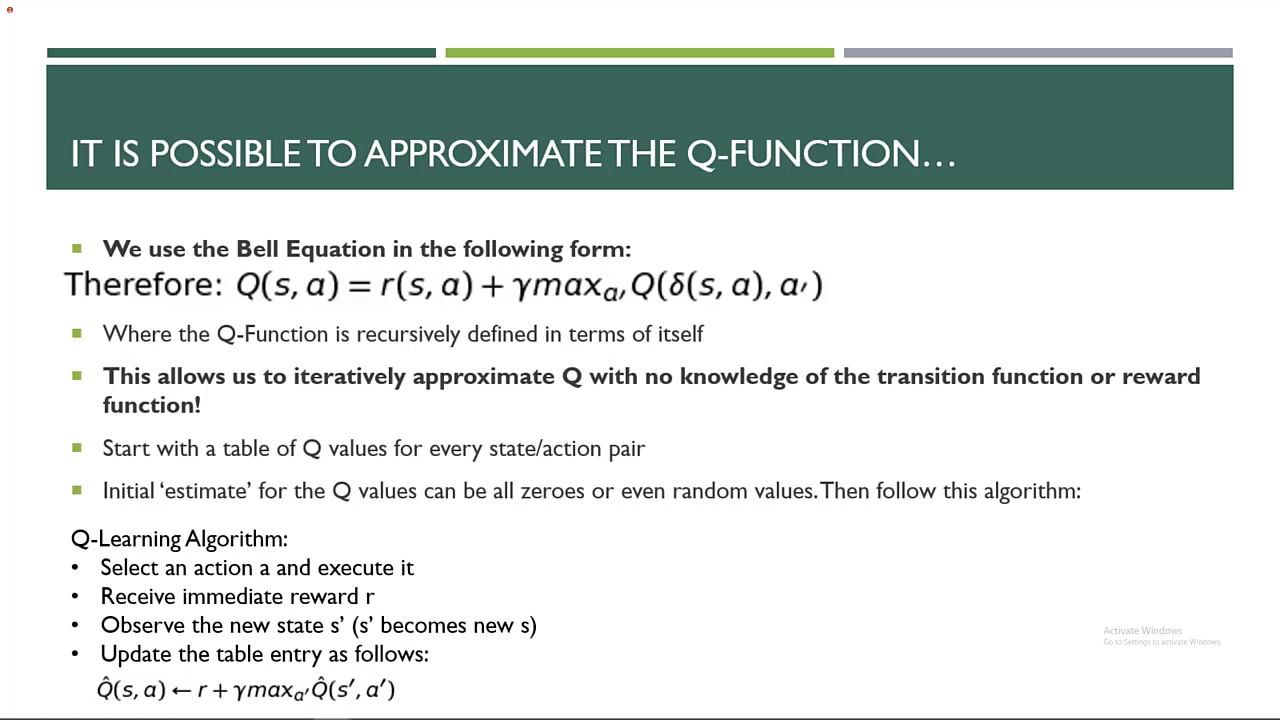 IT IS POSSIBLE TO APPROXIMATE THE Q-FUNCTION…
We use the Bell Equation in the following form:
Therefore: Q(s, a) = r(s, a) + γmaxₐ′Q(δ(s, a), a′)
Where the Q-Function is recursively defined in terms of itself
This allows us to iteratively approximate Q with no knowledge of the transition function or reward
function!
Start with a table of Q values for every state/action pair
Initial ‘estimate’ for the Q values can be all zeroes or even random values. Then follow this algorithm:
Q-Learning Algorithm:
• Select an action a and execute it
• Receive immediate reward r
• Observe the new state s’ (s’ becomes new s)
• Update the table entry as follows:
Q̂(s, a) ← r + γmaxₐ′Q̂(s′, a′)
Activate Windows
Go to Settings to activate Windows.